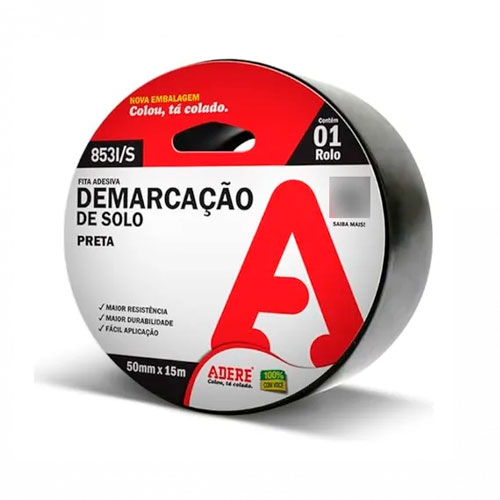 NOVA EMBALAGEM
Colou, tá colado.
Contém
01
Rolo
853I/S
FITA ADESIVA
DEMARCAÇÃO
DE SOLO
PRETA
SAIBA MAIS!
✓ MAIOR RESISTÊNCIA
✓ MAIOR DURABILIDADE
✓ FÁCIL APLICAÇÃO
50mm x 15m
ADERE®
Colou, tá colado.
100%
COM VOCÊ